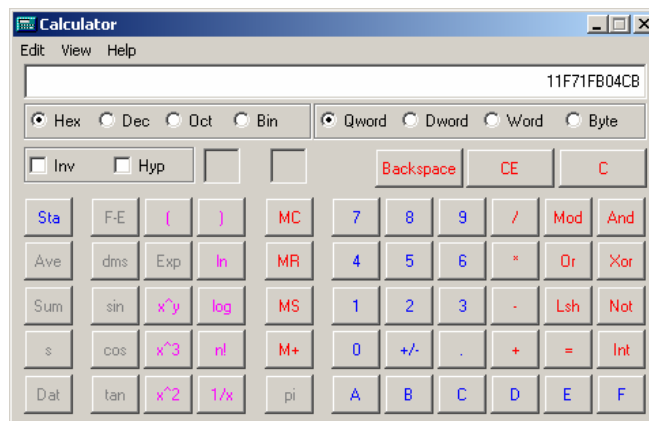 Calculator
Edit View Help
11F71FB04CB
Hex Dec Oct Bin Qword Dword Word Byte
Inv Hyp Backspace CE C
Sta F-E ( ) MC 7 8 9 / Mod And
Ave dms Exp ln MR 4 5 6 * Or Xor
Sum sin x^y log MS 1 2 3 - Lsh Not
s cos x^3 n! M+ 0 +/- . + = Int
Dat tan x^2 1/x pi A B C D E F